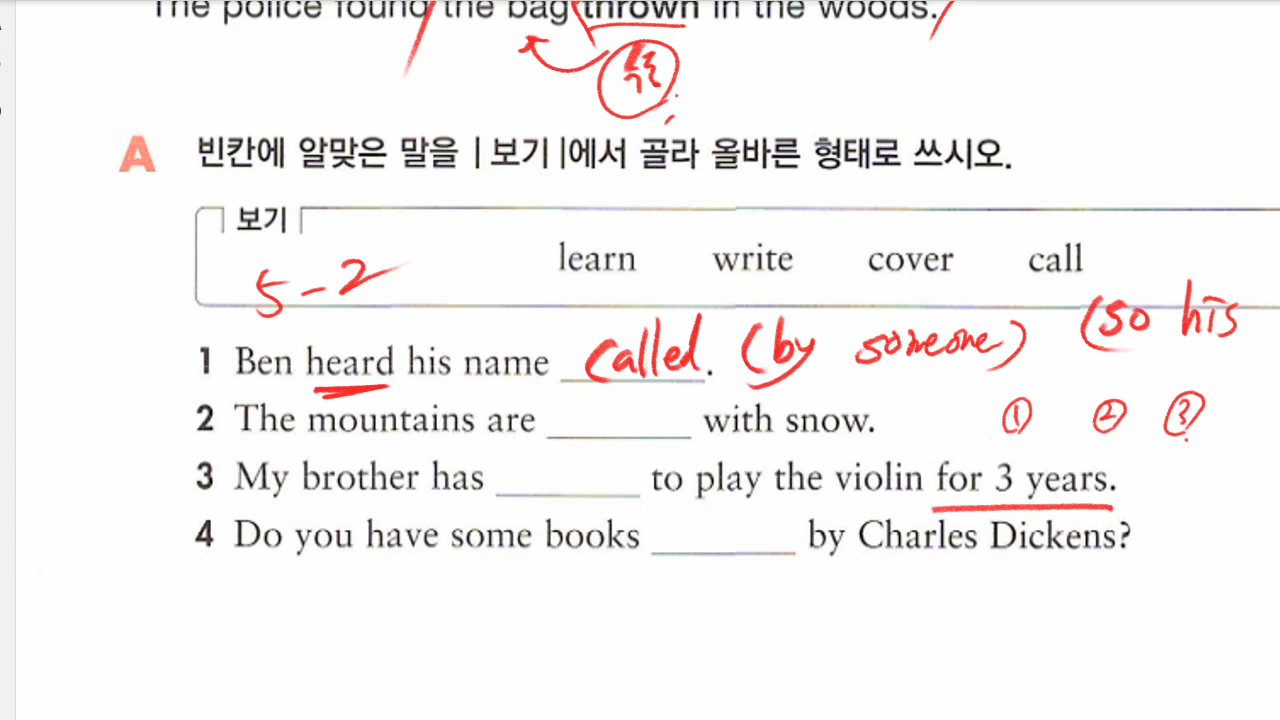 The police found the bag thrown in the woods.
수동
A 빈칸에 알맞은 말을 |보기|에서 골라 올바른 형태로 쓰시오.
보기
learn write cover call
5-2
1 Ben heard his name called. (by someone) (so his
2 The mountains are ________ with snow. ① ② ③
3 My brother has ________ to play the violin for 3 years.
4 Do you have some books ________ by Charles Dickens?